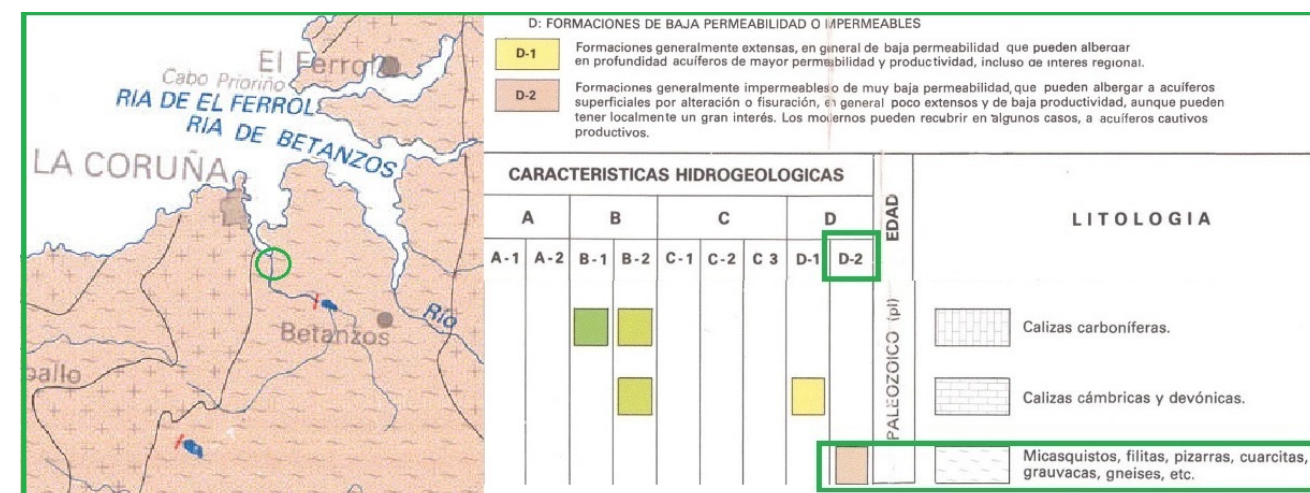 El Ferrol
Cabo Prioriño
RIA DE EL FERROL
RIA DE BETANZOS
LA CORUÑA
Río
Betanzos
ballo
D: FORMACIONES DE BAJA PERMEABILIDAD O IMPERMEABLES
D-1
Formaciones generalmente extensas, en general de baja permeabilidad que pueden albergar
en profundidad acuíferos de mayor permeabilidad y productividad, incluso de interes regional.
D-2
Formaciones generalmente impermeables o de muy baja permeabilidad, que pueden albergar a acuíferos
superficiales por alteración o fisuración, en general poco extensos y de baja productividad, aunque pueden
tener localmente un gran interés. Los modernos pueden recubrir en algunos casos, a acuíferos cautivos
productivos.
CARACTERISTICAS HIDROGEOLOGICAS
EDAD
LITOLOGIA
A B C D
A-1 A-2 B-1 B-2 C-1 C-2 C 3 D-1 D-2
PALEOZOICO (pl)
Calizas carboníferas.
Calizas cámbricas y devónicas.
Micasquistos, filitas, pizarras, cuarcitas,
grauvacas, gneises, etc.